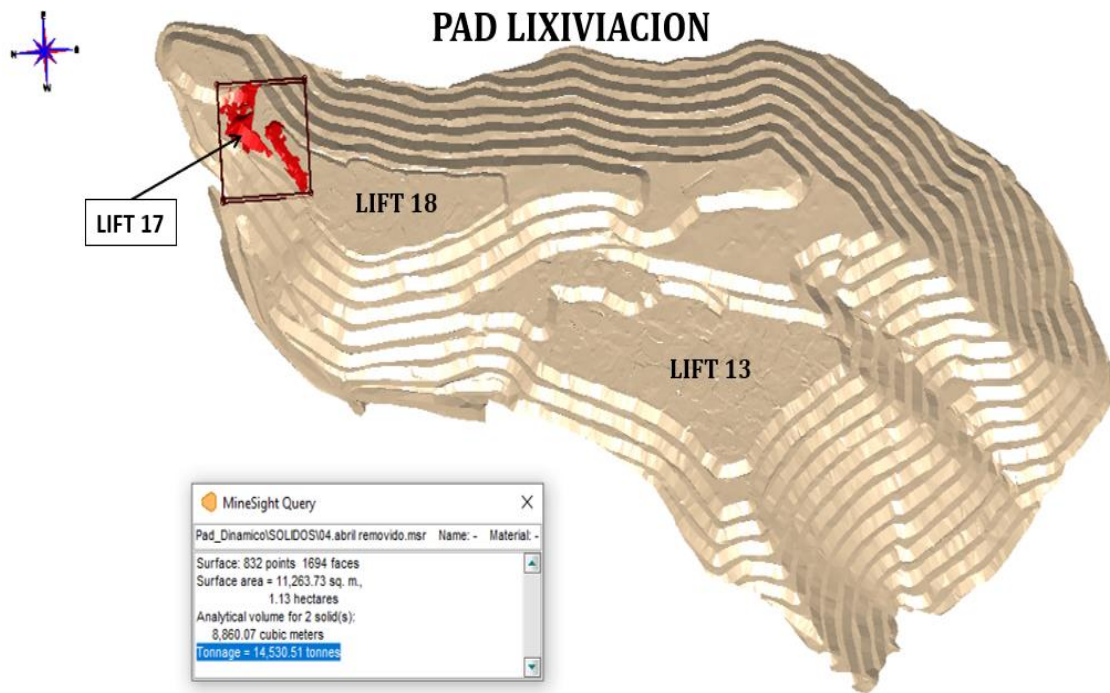 PAD LIXIVIACION
LIFT 17
LIFT 18
LIFT 13
MineSight Query
Pad_Dinamico\SOLIDOS\04.abril removido.msr Name: - Material: -
Surface: 832 points 1694 faces
Surface area = 11,263.73 sq. m.,
1.13 hectares
Analytical volume for 2 solid(s):
8,860.07 cubic meters
Tonnage = 14,530.51 tonnes